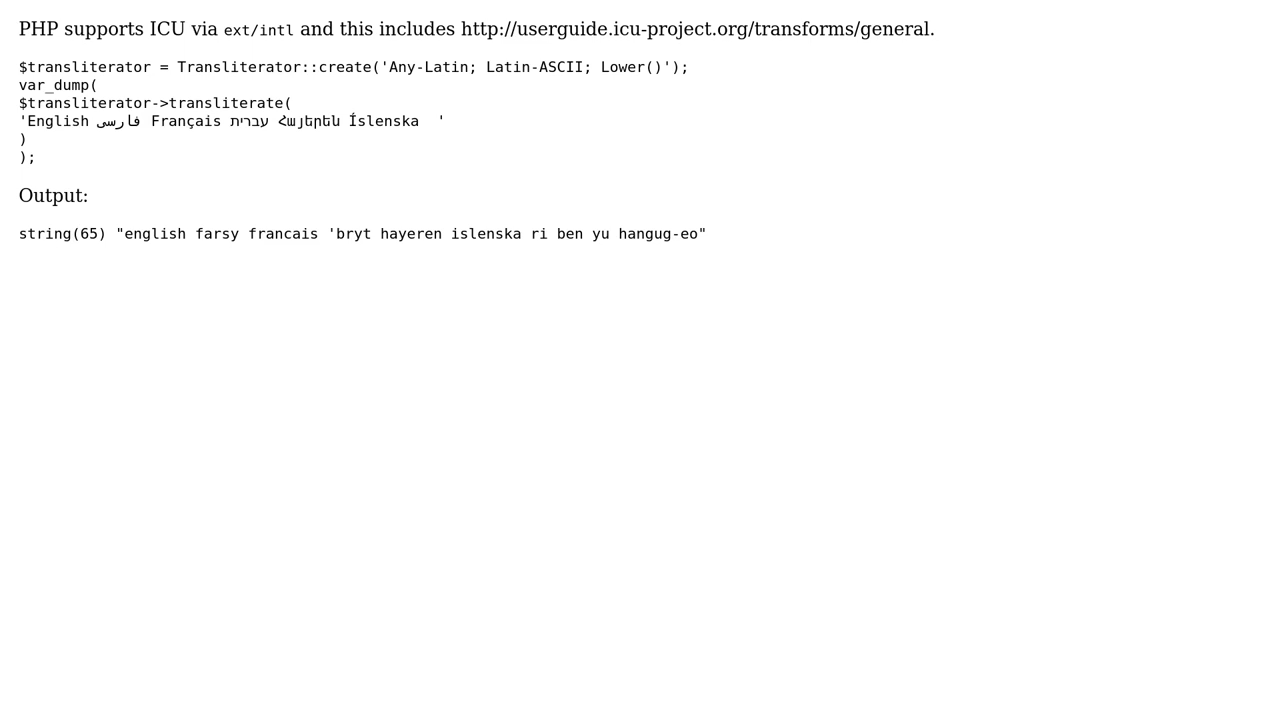 PHP supports ICU via ext/intl and this includes http://userguide.icu-project.org/transforms/general.
$transliterator = Transliterator::create('Any-Latin; Latin-ASCII; Lower()');
var_dump(
$transliterator->transliterate(
'English فارسی Français עברית Հայերեն Íslenska  '
)
);
Output:
string(65) "english farsy francais 'bryt hayeren islenska ri ben yu hangug-eo"